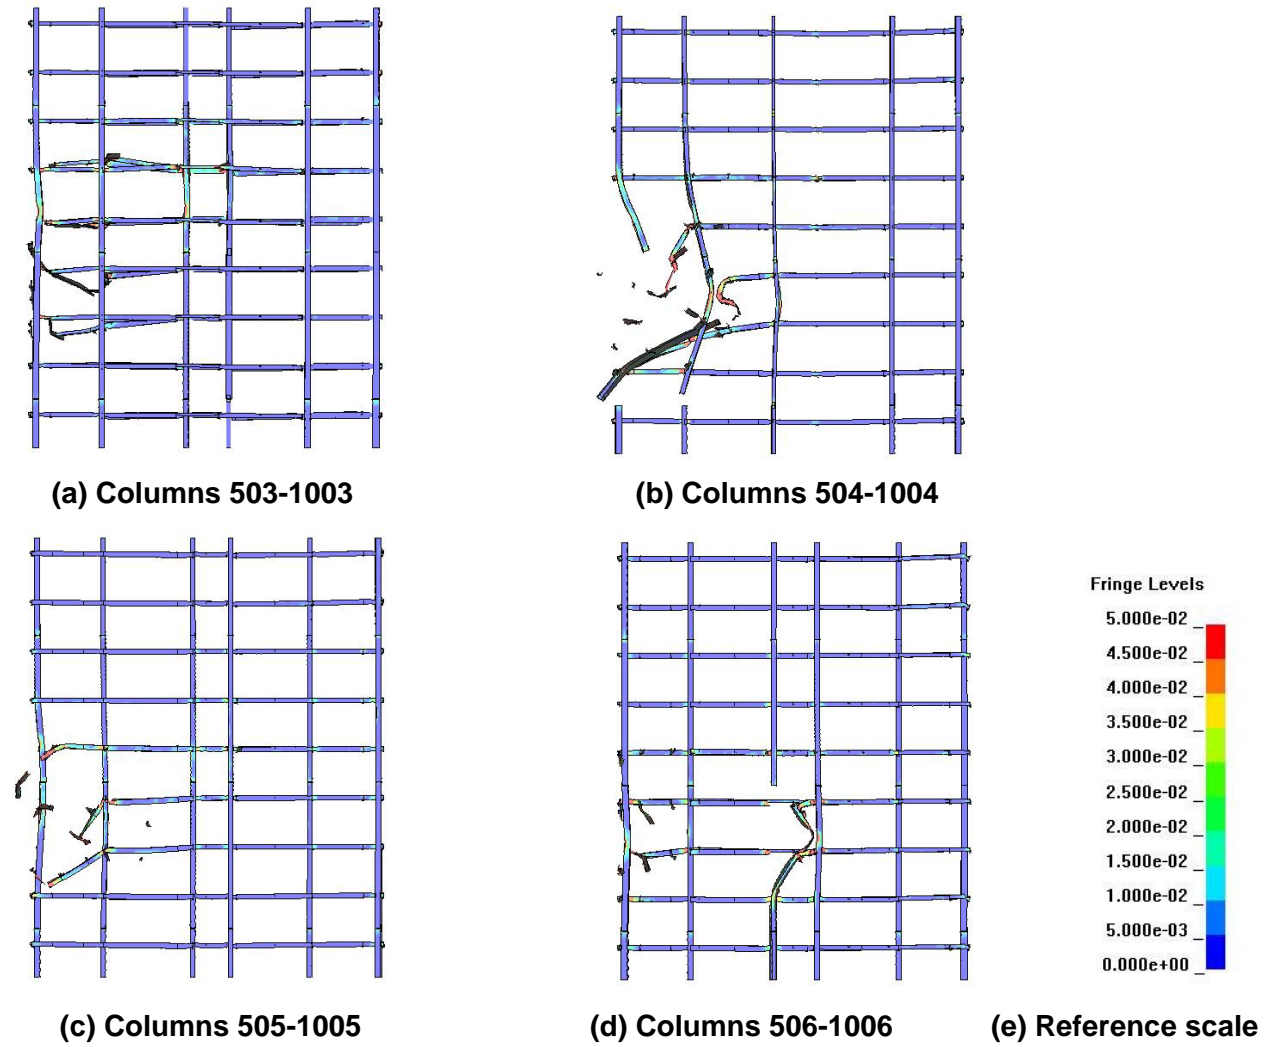 (a) Columns 503-1003
(b) Columns 504-1004
Fringe Levels
5.000e-02
4.500e-02
4.000e-02
3.500e-02
3.000e-02
2.500e-02
2.000e-02
1.500e-02
1.000e-02
5.000e-03
0.000e+00
(c) Columns 505-1005
(d) Columns 506-1006
(e) Reference scale